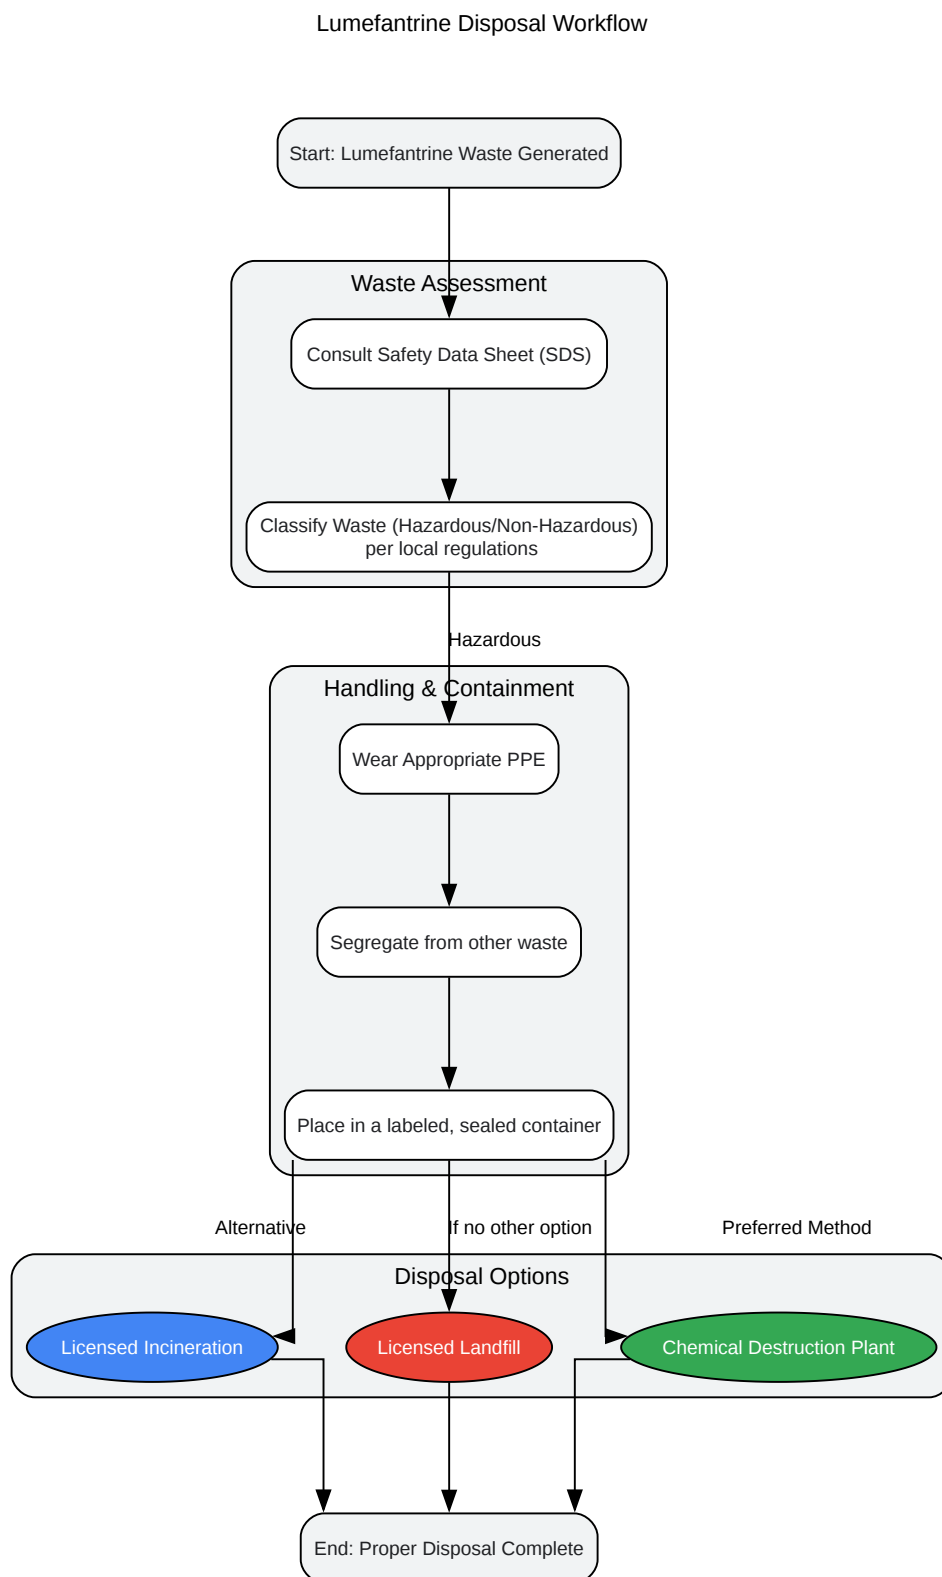 Lumefantrine Disposal Workflow
Start: Lumefantrine Waste Generated
Waste Assessment
Consult Safety Data Sheet (SDS)
Classify Waste (Hazardous/Non-Hazardous)
per local regulations
Hazardous
Handling & Containment
Wear Appropriate PPE
Segregate from other waste
Place in a labeled, sealed container
Alternative
If no other option
Preferred Method
Disposal Options
Licensed Incineration
Licensed Landfill
Chemical Destruction Plant
End: Proper Disposal Complete